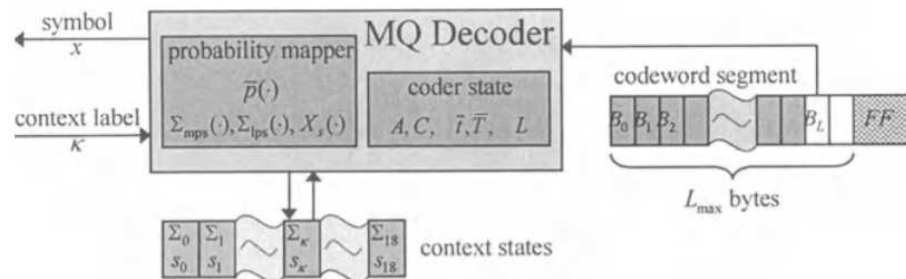 symbol
x
context label
κ
MQ Decoder
probability mapper
p̅(·)
Σmps(·),Σlps(·), Xs(·)
coder state
A, C, t̅, T̅, L
codeword segment
B0 B1 B2 BL FF
Lmax bytes
Σ0 Σ1 Σκ Σ18
s0 s1 sκ s18
context states